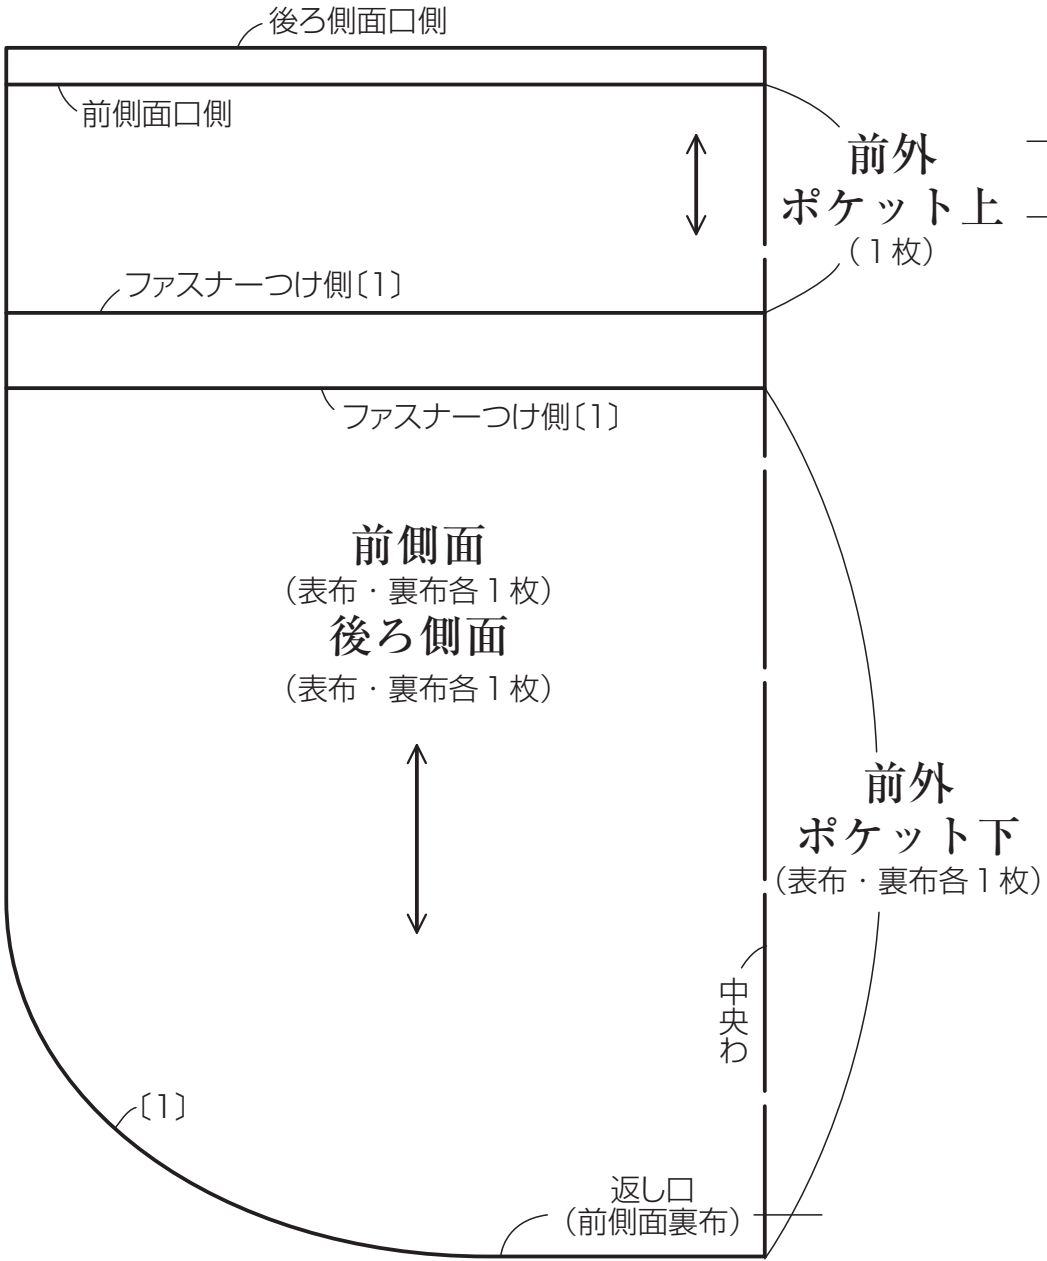 後ろ側面口側
前側面口側
前外
ポケット上
（1枚）
ファスナーつけ側〔1〕
ファスナーつけ側〔1〕
前側面
（表布・裏布各1枚）
後ろ側面
（表布・裏布各1枚）
前外
ポケット下
（表布・裏布各1枚）
中央わ
〔1〕
返し口
（前側面裏布）